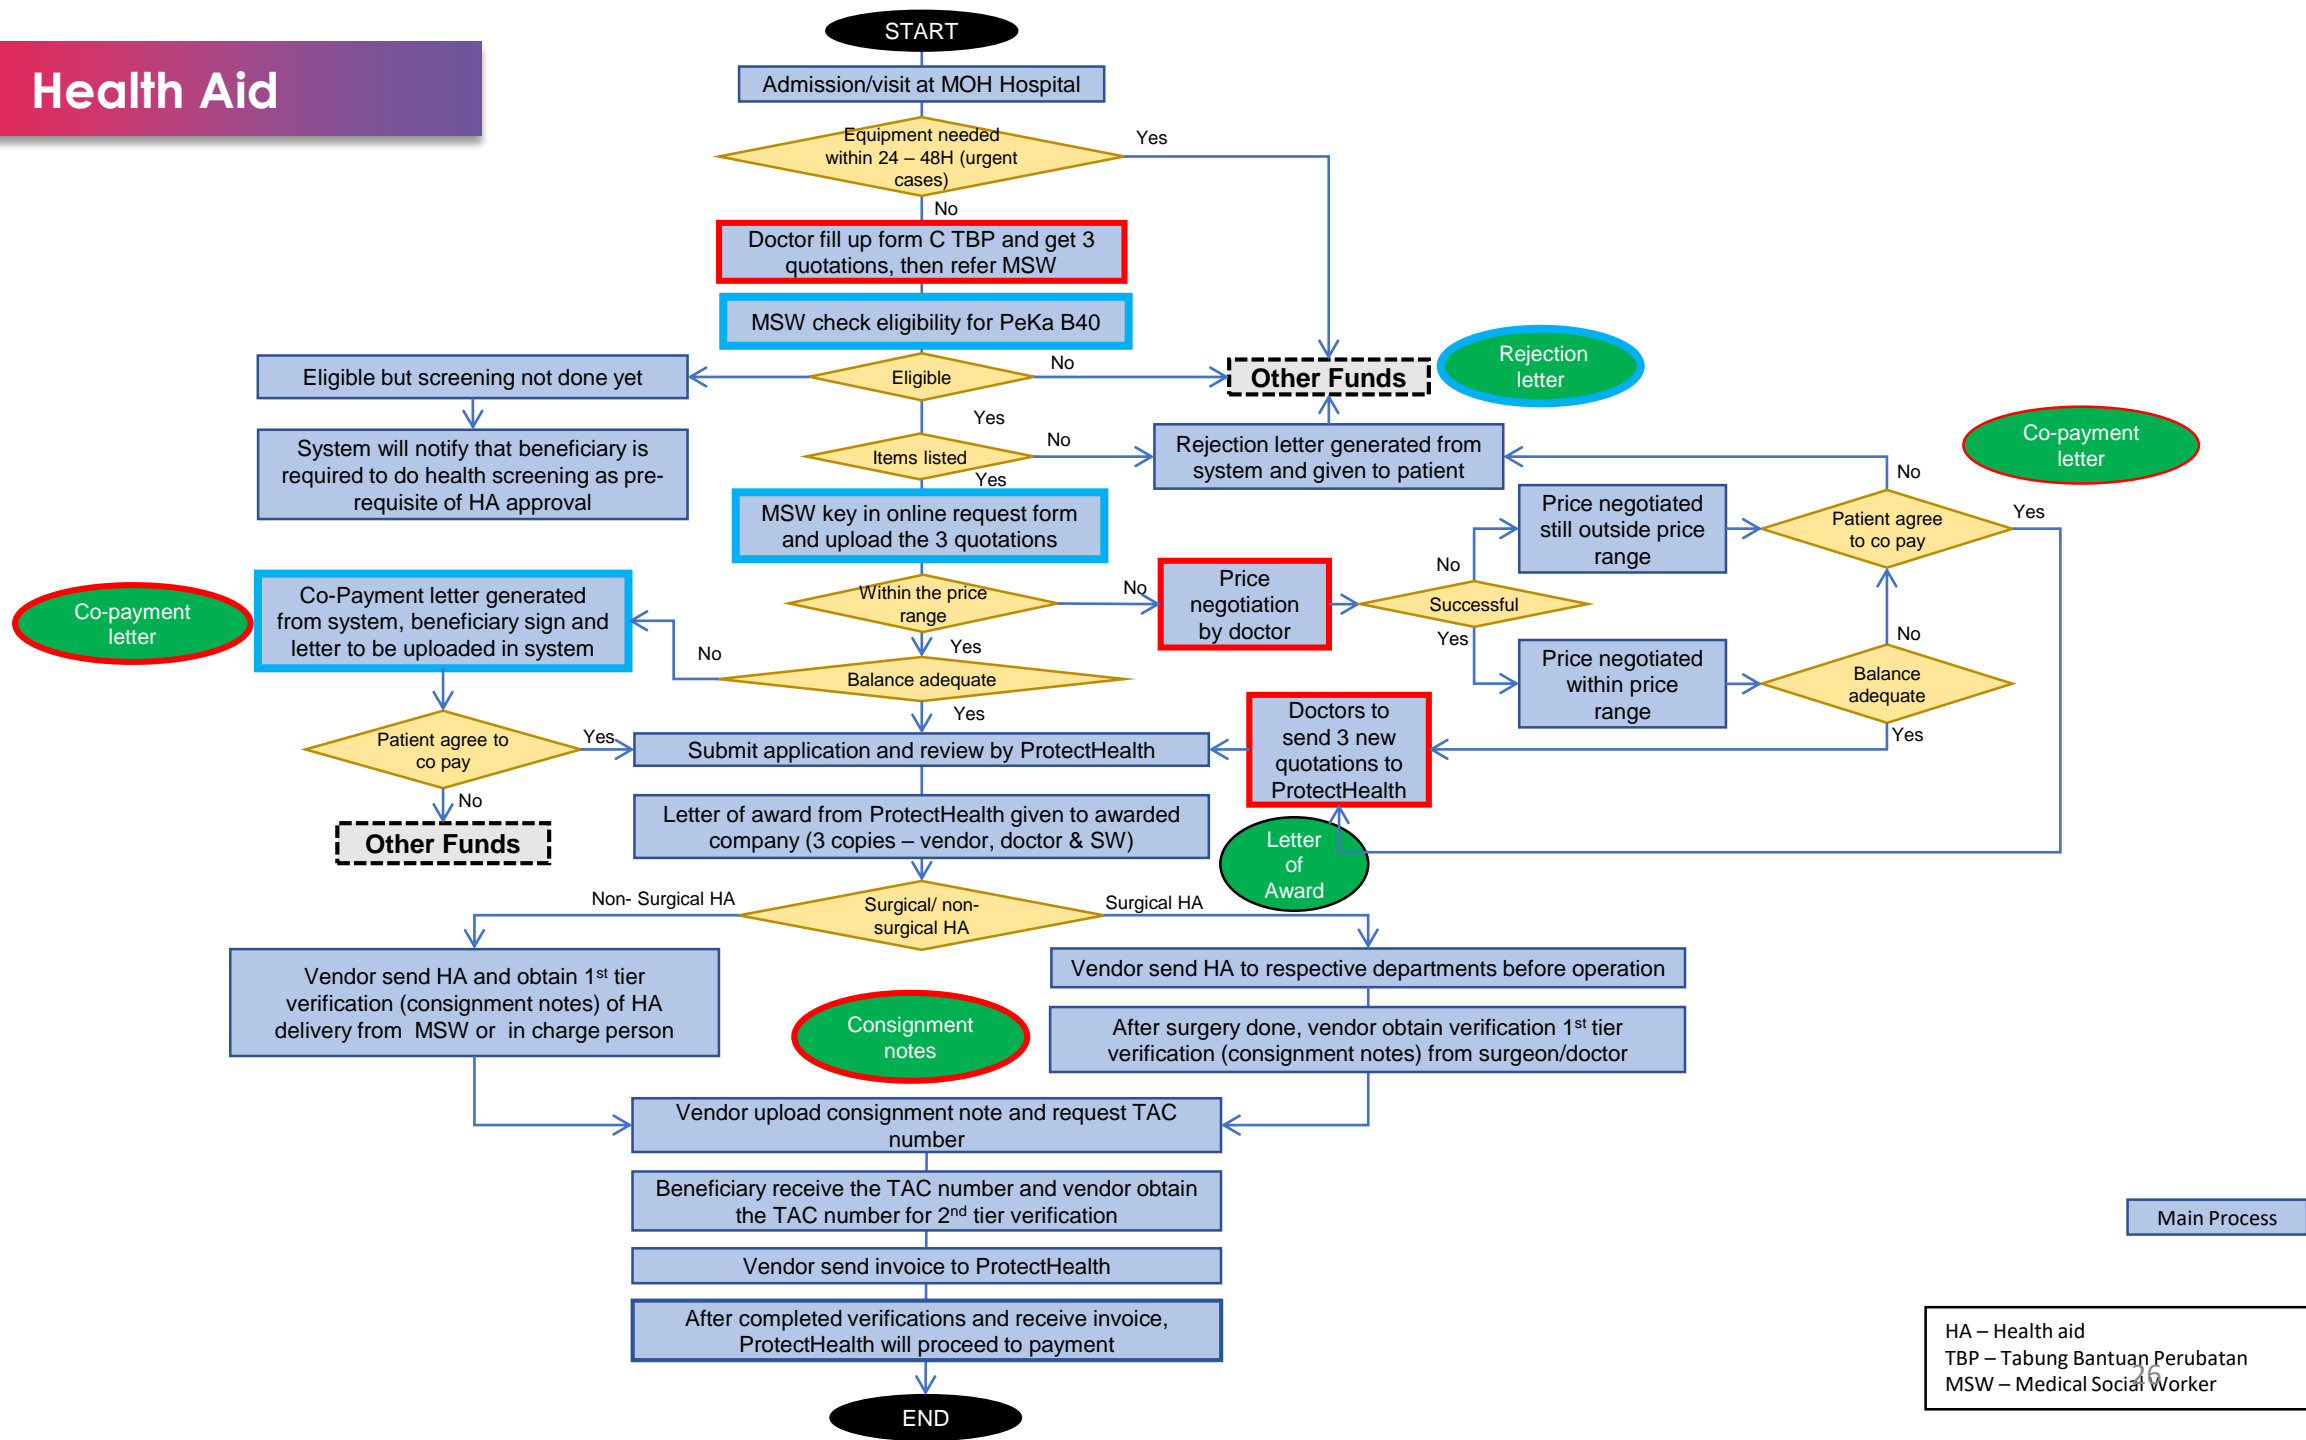 START
Health Aid
Admission/visit at MOH Hospital
Equipment needed
within 24 – 48H (urgent
cases)
Yes
No
Doctor fill up form C TBP and get 3
quotations, then refer MSW
MSW check eligibility for PeKa B40
Eligible but screening not done yet
Eligible
No
Other Funds
Rejection
letter
Yes
System will notify that beneficiary is
required to do health screening as pre-
requisite of HA approval
Items listed
No
Rejection letter generated from
system and given to patient
Co-payment
letter
Yes
No
MSW key in online request form
and upload the 3 quotations
Price negotiated
still outside price
range
Patient agree
to co pay
Yes
No
Co-payment
letter
Co-Payment letter generated
from system, beneficiary sign and
letter to be uploaded in system
Within the price
range
No
Price
negotiation
by doctor
Successful
Yes
No
Yes
No
Balance adequate
Price negotiated
within price
range
Balance
adequate
Yes
Yes
Patient agree to
co pay
Yes
Submit application and review by ProtectHealth
Doctors to
send 3 new
quotations to
ProtectHealth
No
Other Funds
Letter of award from ProtectHealth given to awarded
company (3 copies – vendor, doctor & SW)
Letter
of
Award
Non- Surgical HA
Surgical/ non-
surgical HA
Surgical HA
Vendor send HA and obtain 1st tier
verification (consignment notes) of HA
delivery from MSW or in charge person
Vendor send HA to respective departments before operation
Consignment
notes
After surgery done, vendor obtain verification 1st tier
verification (consignment notes) from surgeon/doctor
Vendor upload consignment note and request TAC
number
Beneficiary receive the TAC number and vendor obtain
the TAC number for 2nd tier verification
Main Process
Vendor send invoice to ProtectHealth
After completed verifications and receive invoice,
ProtectHealth will proceed to payment
HA – Health aid
TBP – Tabung Bantuan Perubatan
MSW – Medical Social Worker
26
END